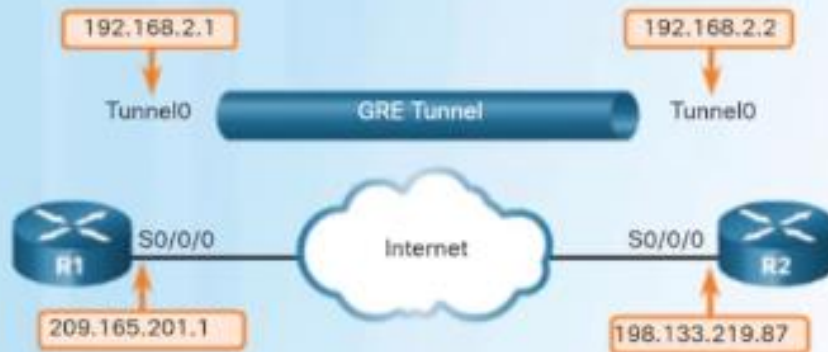 192.168.2.1
192.168.2.2
Tunnel0
GRE Tunnel
Tunnel0
S0/0/0
Internet
S0/0/0
R1
R2
209.165.201.1
198.133.219.87